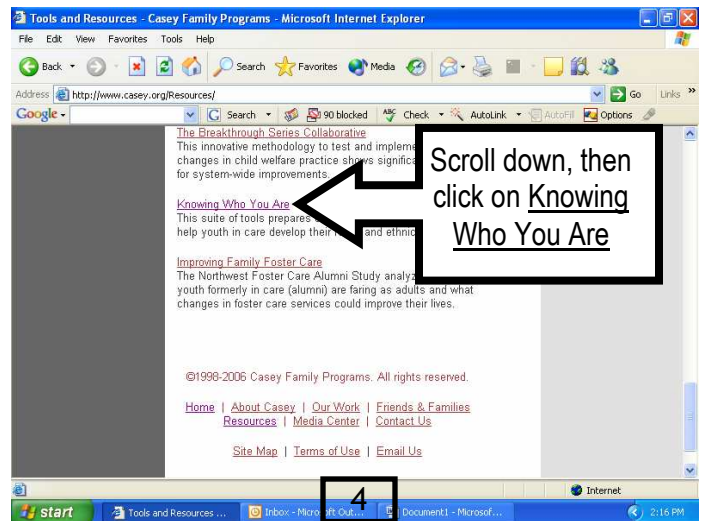 Tools and Resources - Casey Family Programs - Microsoft Internet Explorer
File Edit View Favorites Tools Help
Back Search Favorites Media
Address http://www.casey.org/Resources/ Go Links »
Google Search 90 blocked ABC Check AutoLink AutoFill Options
The Breakthrough Series Collaborative
This innovative methodology to test and
changes in child welfare practice shows
for system-wide improvements.
Knowing Who You Are
This suite of tools prepares
help youth in care develop their and ethnic
Improving Family Foster Care
The Northwest Foster Care Alumni Study
youth formerly in care (alumni) are faring as adults and what
changes in foster care services could improve their lives.
Scroll down, then
click on Knowing
Who You Are
©1998-2006 Casey Family Programs. All rights reserved.
Home | About Casey | Our Work | Friends & Families
Resources | Media Center | Contact Us
Site Map | Terms of Use | Email Us
Internet
4
start Tools and Resources ... Inbox - Microsoft Out... Document1 - Microsof... 2:16 PM